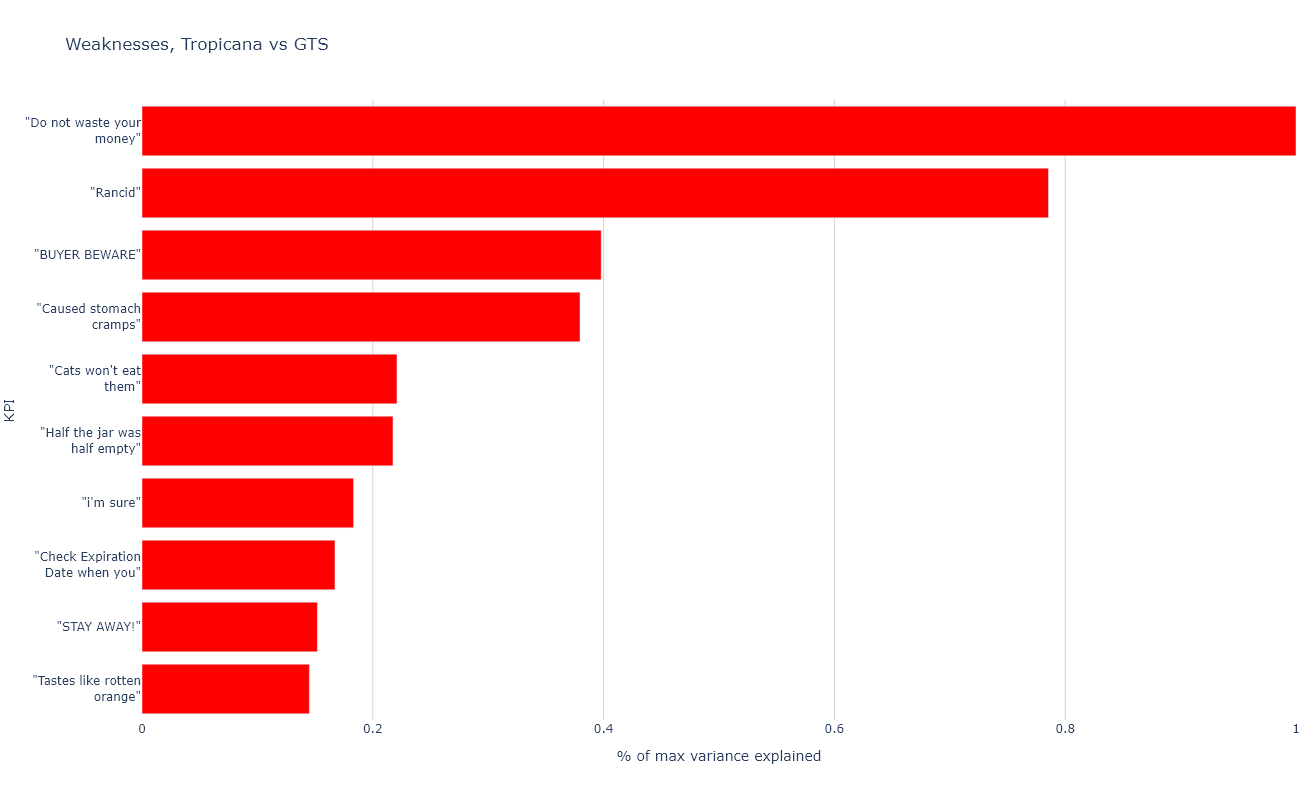 Weaknesses, Tropicana vs GTS
"Do not waste your
money"
"Rancid"
"BUYER BEWARE"
"Caused stomach
cramps"
"Cats won't eat
them"
"Half the jar was
half empty"
"i'm sure"
"Check Expiration
Date when you"
"STAY AWAY!"
"Tastes like rotten
orange"
KPI
0
0.2
0.4
0.6
0.8
1
% of max variance explained